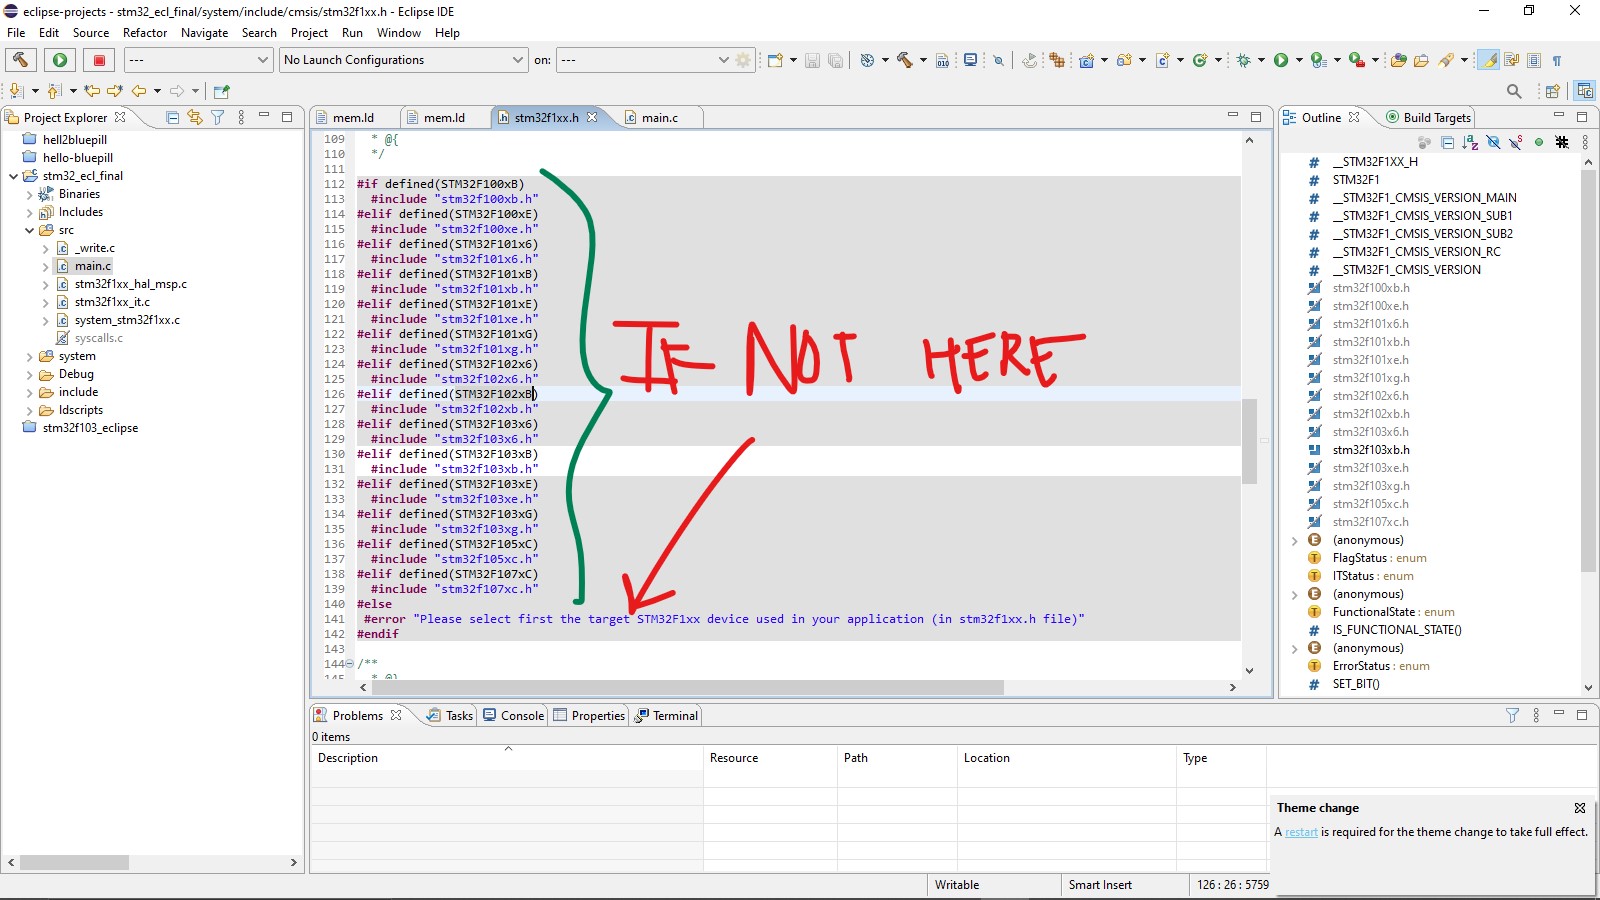 eclipse-projects - stm32_ecl_final/system/include/cmsis/stm32f1xx.h - Eclipse IDE
File Edit Source Refactor Navigate Search Project Run Window Help
--- No Launch Configurations on: ---
Project Explorer
hell2bluepill
hello-bluepill
stm32_ecl_final
Binaries
Includes
src
_write.c
main.c
stm32f1xx_hal_msp.c
stm32f1xx_it.c
system_stm32f1xx.c
syscalls.c
system
Debug
include
ldscripts
stm32f103_eclipse
mem.ld mem.ld stm32f1xx.h main.c
109 * @{
110 */
111
112 #if defined(STM32F100xB)
113 #include "stm32f100xb.h"
114 #elif defined(STM32F100xE)
115 #include "stm32f100xe.h"
116 #elif defined(STM32F101x6)
117 #include "stm32f101x6.h"
118 #elif defined(STM32F101xB)
119 #include "stm32f101xb.h"
120 #elif defined(STM32F101xE)
121 #include "stm32f101xe.h"
122 #elif defined(STM32F101xG)
123 #include "stm32f101xg.h"
124 #elif defined(STM32F102x6)
125 #include "stm32f102x6.h"
126 #elif defined(STM32F102xB)
127 #include "stm32f102xb.h"
128 #elif defined(STM32F103x6)
129 #include "stm32f103x6.h"
130 #elif defined(STM32F103xB)
131 #include "stm32f103xb.h"
132 #elif defined(STM32F103xE)
133 #include "stm32f103xe.h"
134 #elif defined(STM32F103xG)
135 #include "stm32f103xg.h"
136 #elif defined(STM32F105xC)
137 #include "stm32f105xc.h"
138 #elif defined(STM32F107xC)
139 #include "stm32f107xc.h"
140 #else
141 #error "Please select first the target STM32F1xx device used in your application (in stm32f1xx.h file)"
142 #endif
143
144 /**
145 * @}
IF NOT HERE
Outline Build Targets
__STM32F1XX_H
STM32F1
__STM32F1_CMSIS_VERSION_MAIN
__STM32F1_CMSIS_VERSION_SUB1
__STM32F1_CMSIS_VERSION_SUB2
__STM32F1_CMSIS_VERSION_RC
__STM32F1_CMSIS_VERSION
stm32f100xb.h
stm32f100xe.h
stm32f101x6.h
stm32f101xb.h
stm32f101xe.h
stm32f101xg.h
stm32f102x6.h
stm32f102xb.h
stm32f103x6.h
stm32f103xb.h
stm32f103xe.h
stm32f103xg.h
stm32f105xc.h
stm32f107xc.h
(anonymous)
FlagStatus : enum
ITStatus : enum
(anonymous)
FunctionalState : enum
IS_FUNCTIONAL_STATE()
(anonymous)
ErrorStatus : enum
SET_BIT()
Problems Tasks Console Properties Terminal
0 items
Description Resource Path Location Type
Theme change
A restart is required for the theme change to take full effect.
Writable Smart Insert 126 : 26 : 5759